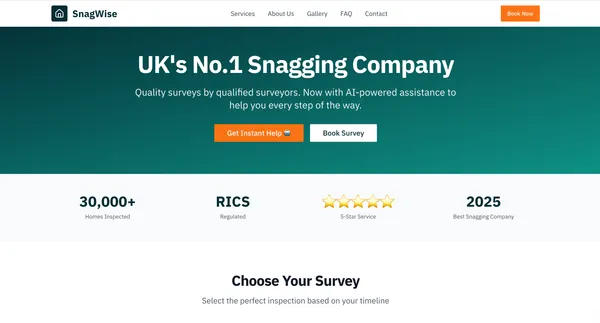 SnagWise
Services About Us Gallery FAQ Contact
Book Now
UK's No.1 Snagging Company
Quality surveys by qualified surveyors. Now with AI-powered assistance to
help you every step of the way.
Get Instant Help
Book Survey
30,000+ RICS 2025
Homes Inspected Regulated 5-Star Service Best Snagging Company
Choose Your Survey
Select the perfect inspection based on your timeline